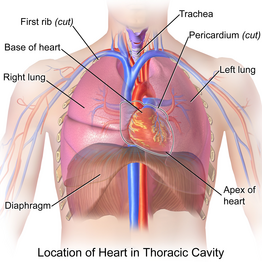 Trachea
First rib (cut)
Pericardium (cut)
Base of heart
Right lung
Left lung
Diaphragm
Apex of
heart
Location of Heart in Thoracic Cavity